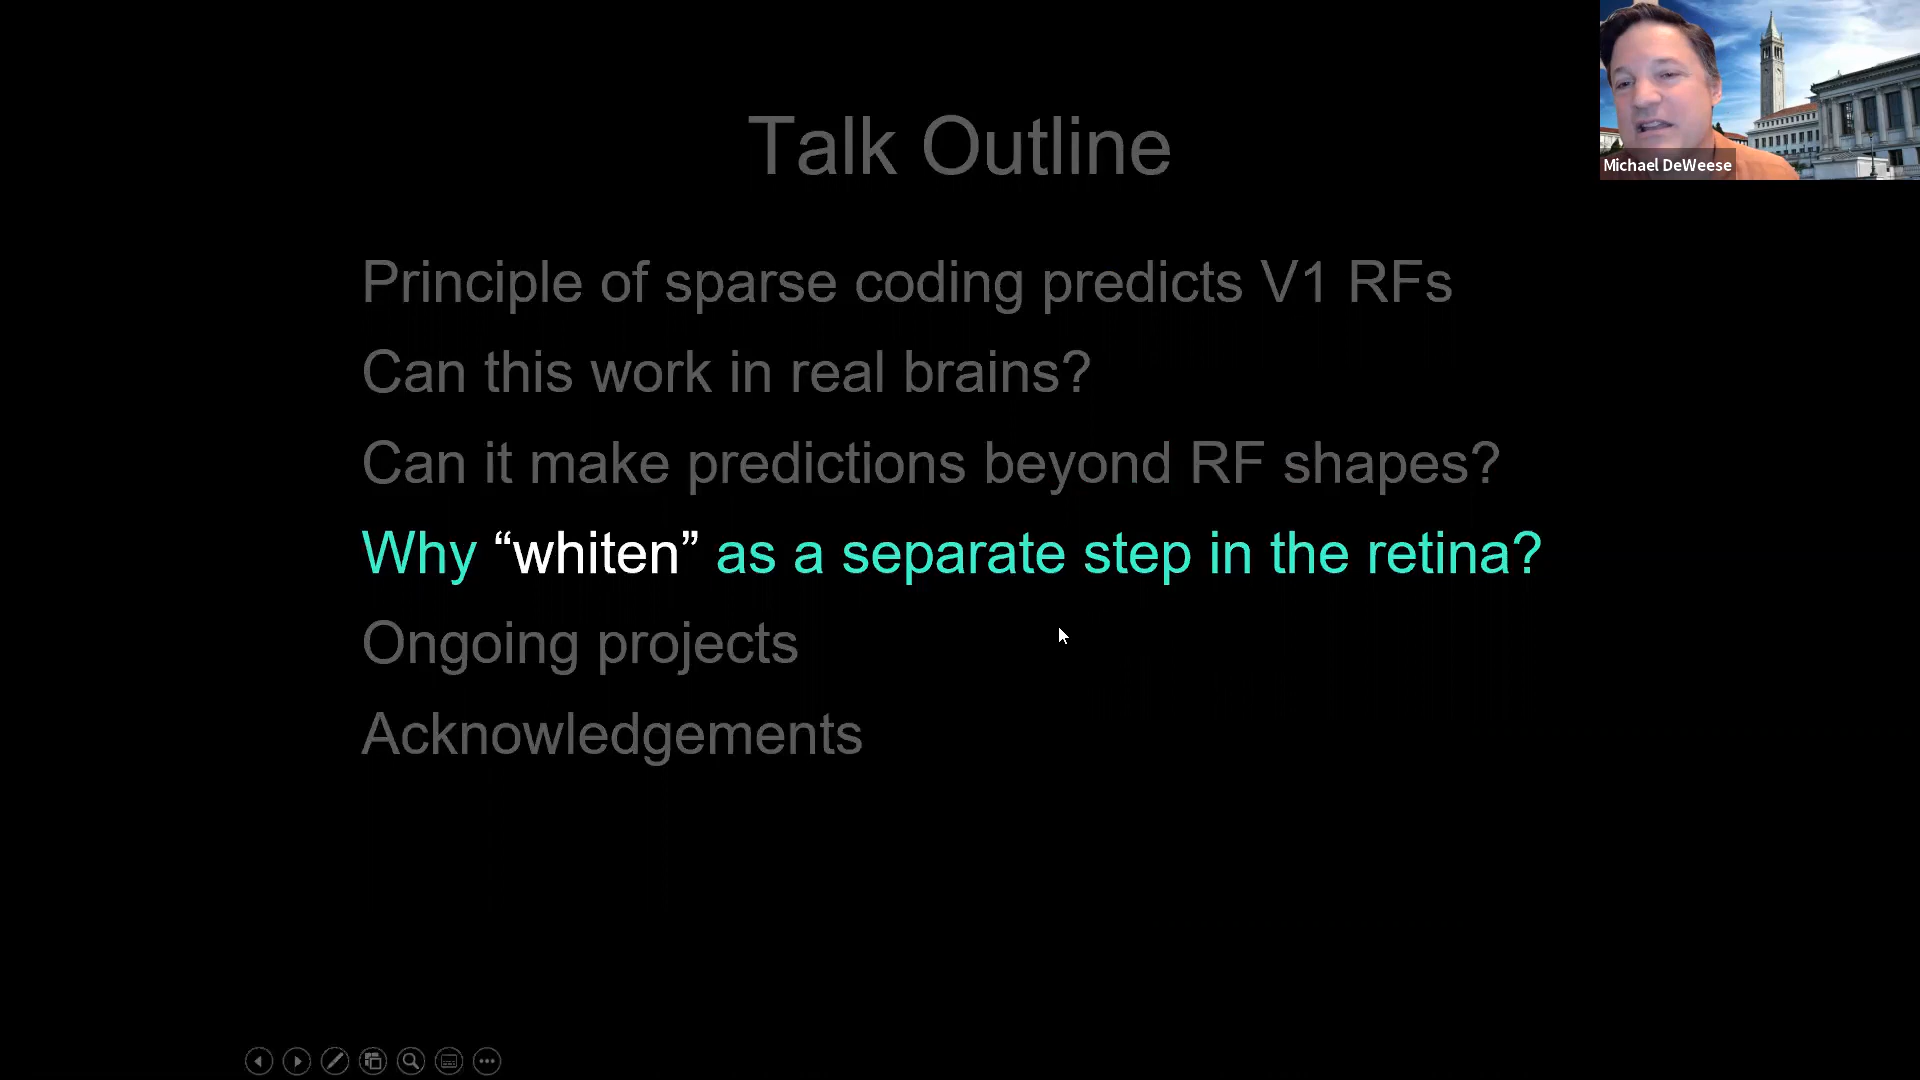 Talk Outline
Michael DeWeese
Principle of sparse coding predicts V1 RFs
Can this work in real brains?
Can it make predictions beyond RF shapes?
Why “whiten” as a separate step in the retina?
Ongoing projects
Acknowledgements